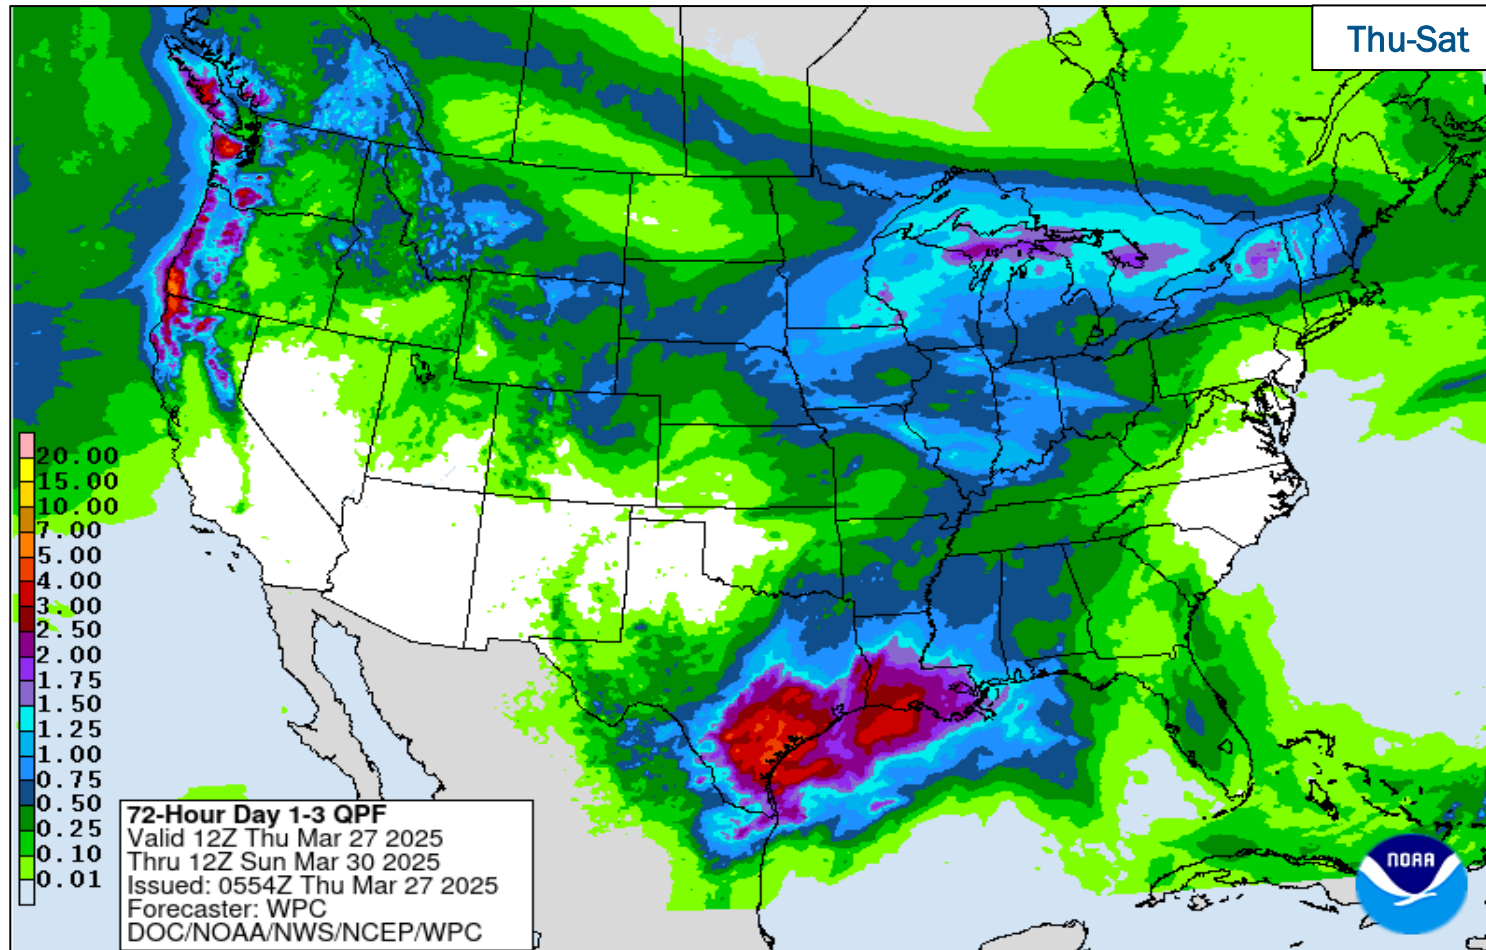 Thu-Sat
20.00
15.00
10.00
7.00
5.00
4.00
3.00
2.50
2.00
1.75
1.50
1.25
1.00
0.75
0.50
0.25
0.10
0.01
72-Hour Day 1-3 QPF
Valid 12Z Thu Mar 27 2025
Thru 12Z Sun Mar 30 2025
Issued: 0554Z Thu Mar 27 2025
Forecaster: WPC
DOC/NOAA/NWS/NCEP/WPC
NOAA